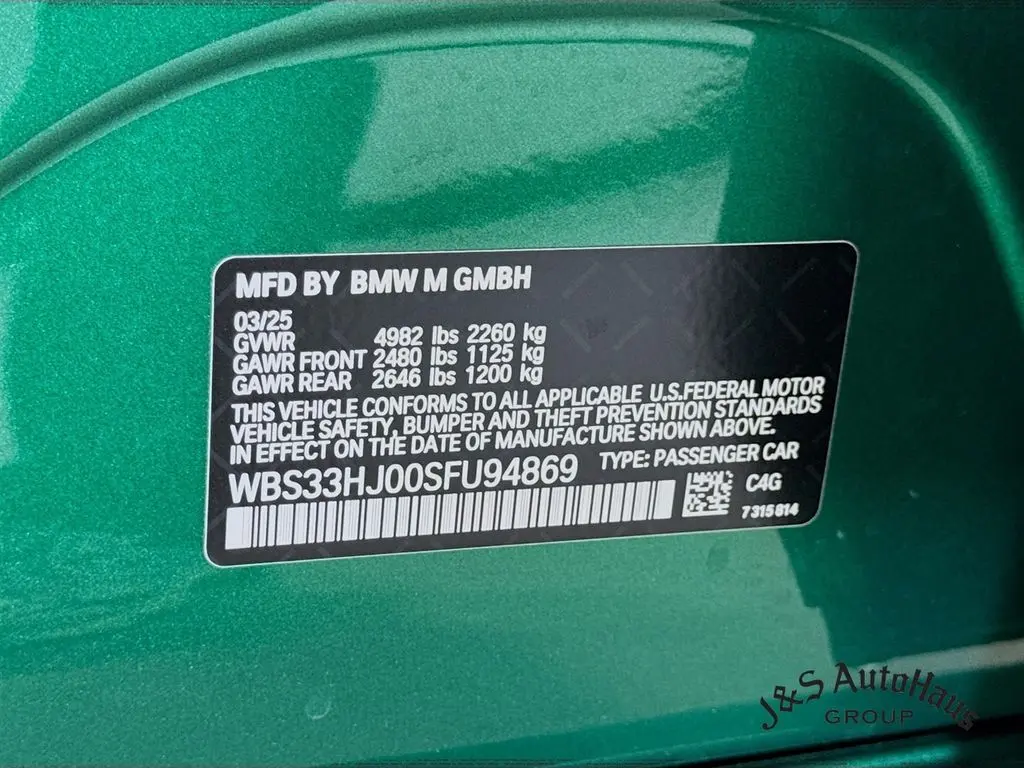 MFD BY BMW M GMBH
03/25
GVWR 4982 lbs 2260 kg
GAWR FRONT 2480 lbs 1125 kg
GAWR REAR 2646 lbs 1200 kg
THIS VEHICLE CONFORMS TO ALL APPLICABLE U.S.FEDERAL MOTOR
VEHICLE SAFETY, BUMPER AND THEFT PREVENTION STANDARDS
IN EFFECT ON THE DATE OF MANUFACTURE SHOWN ABOVE.
WBS33HJ00SFU94869 TYPE: PASSENGER CAR
C4G
7315814
J&S AutoHaus
GROUP